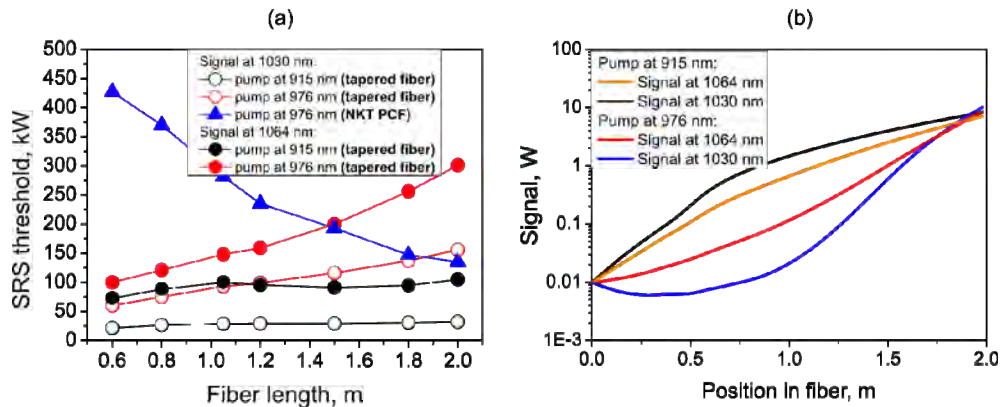 (a)
500
450
400
350
300
250
200
150
100
50
0
SRS threshold, kW
Signal at 1030 nm:
pump at 915 nm (tapered fiber)
pump at 976 nm (tapered fiber)
pump at 976 nm (NKT PCF)
Signal at 1064 nm:
pump at 915 nm (tapered fiber)
pump at 976 nm (tapered fiber)
0.6 0.8 1.0 1.2 1.4 1.6 1.8 2.0
Fiber length, m
(b)
100
10
1
0.1
0.01
1E-3
Signal, W
Pump at 915 nm:
Signal at 1064 nm
Signal at 1030 nm
Pump at 976 nm:
Signal at 1064 nm
Signal at 1030 nm
0.0 0.5 1.0 1.5 2.0
Position in fiber, m